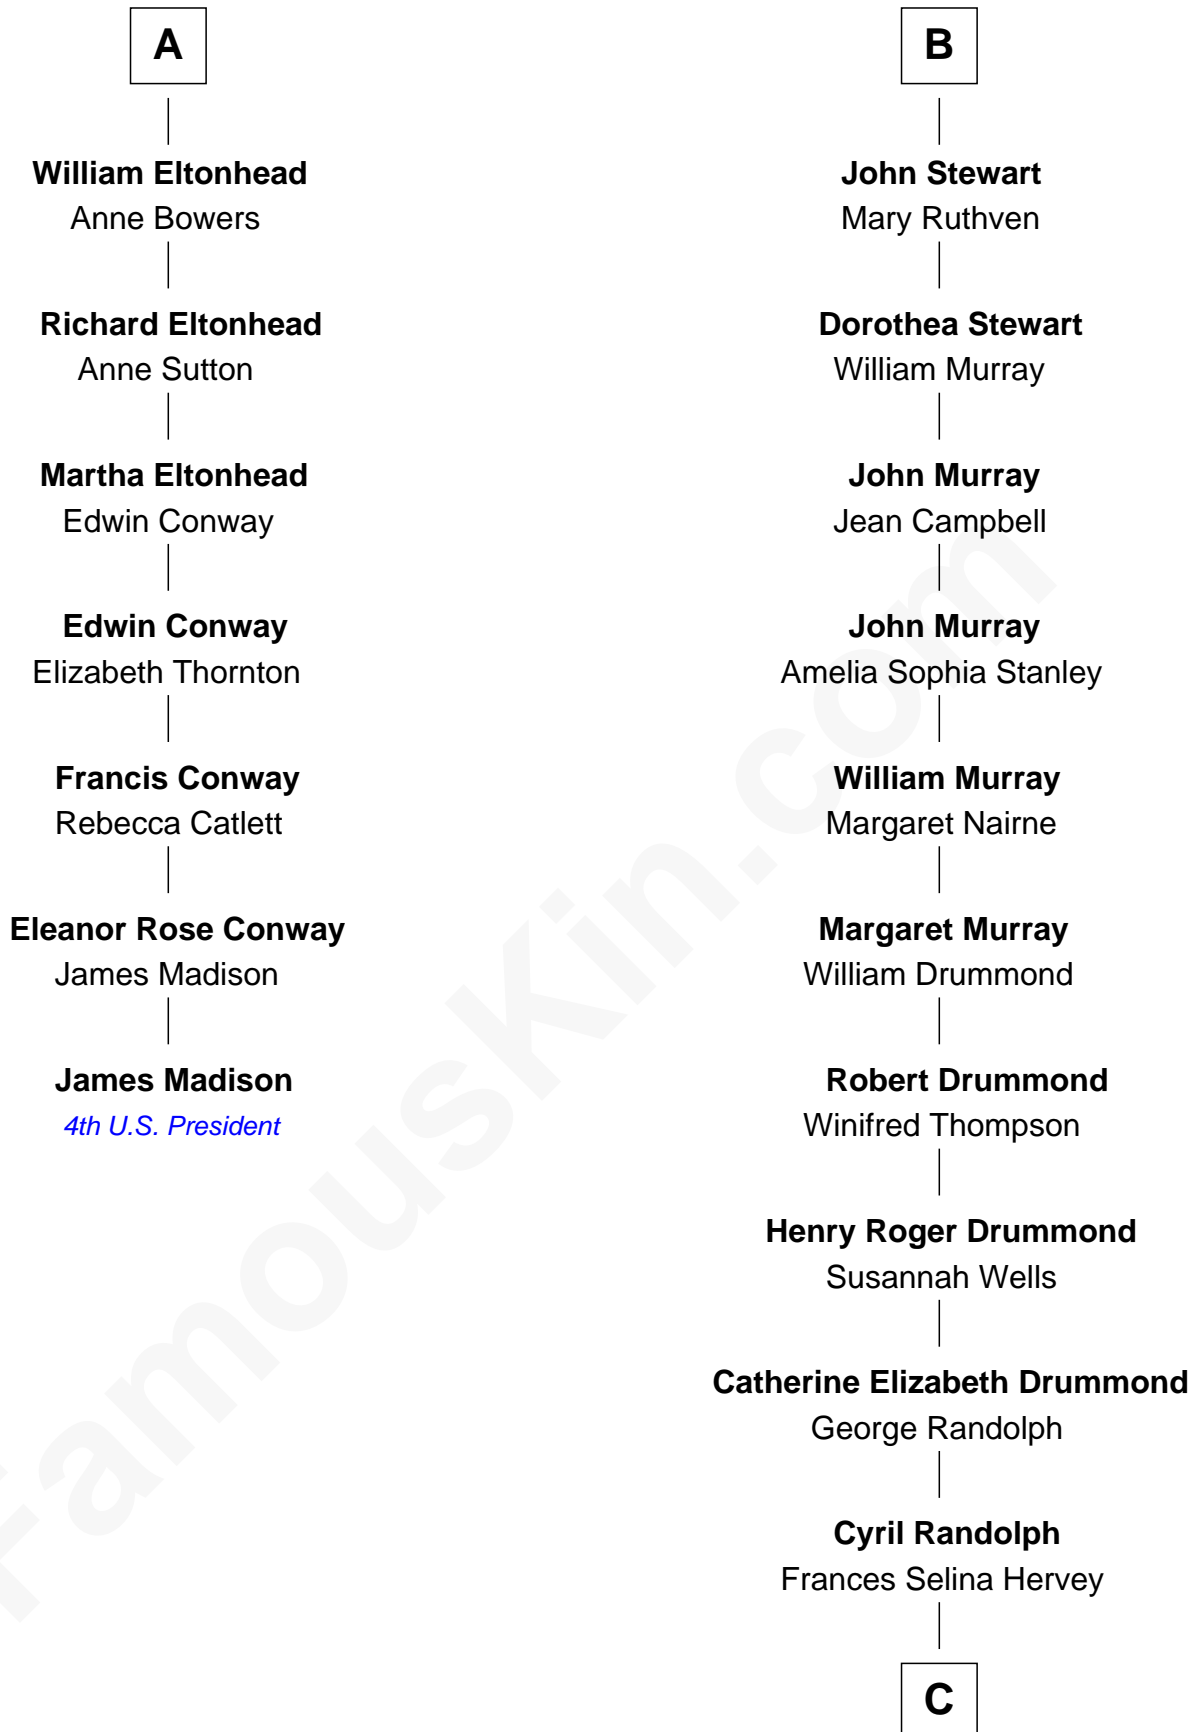 A
William Eltonhead
Anne Bowers
Richard Eltonhead
Anne Sutton
Martha Eltonhead
Edwin Conway
Edwin Conway
Elizabeth Thornton
Francis Conway
Rebecca Catlett
Eleanor Rose Conway
James Madison
James Madison
4th U.S. President
B
John Stewart
Mary Ruthven
Dorothea Stewart
William Murray
John Murray
Jean Campbell
John Murray
Amelia Sophia Stanley
William Murray
Margaret Nairne
Margaret Murray
William Drummond
Robert Drummond
Winifred Thompson
Henry Roger Drummond
Susannah Wells
Catherine Elizabeth Drummond
George Randolph
Cyril Randolph
Frances Selina Hervey
C
FamousKin.com